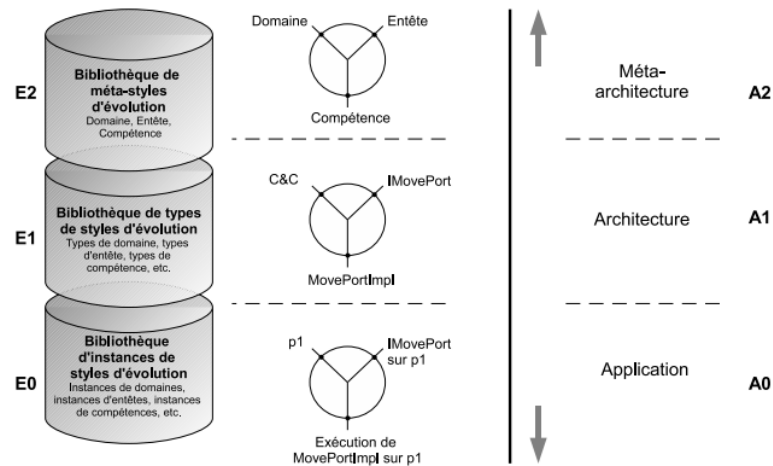 Domaine
Entête
Compétence
E2
Bibliothèque de
méta-styles
d'évolution
Domaine, Entête,
Compétence
Méta-
architecture
A2
C&C
IMovePort
MovePortImpl
E1
Bibliothèque de types
de styles d'évolution
Types de domaine, types
d'entête, types de
compétence, etc.
Architecture
A1
p1
IMovePort
sur p1
Exécution de
MovePortImpl sur p1
E0
Bibliothèque
d'instances de
styles d'évolution
Instances de domaines,
instances d'entêtes, instances
de compétences, etc.
Application
A0